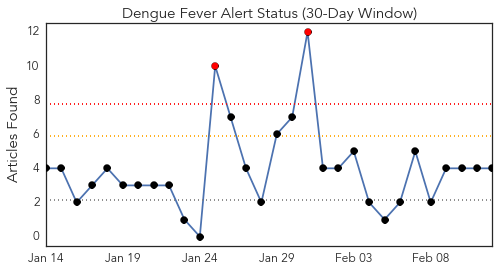 Dengue Fever Alert Status (30-Day Window)
Articles Found
12
10
8
6
4
2
0
Jan 14 Jan 19 Jan 24 Jan 29 Feb 03 Feb 08